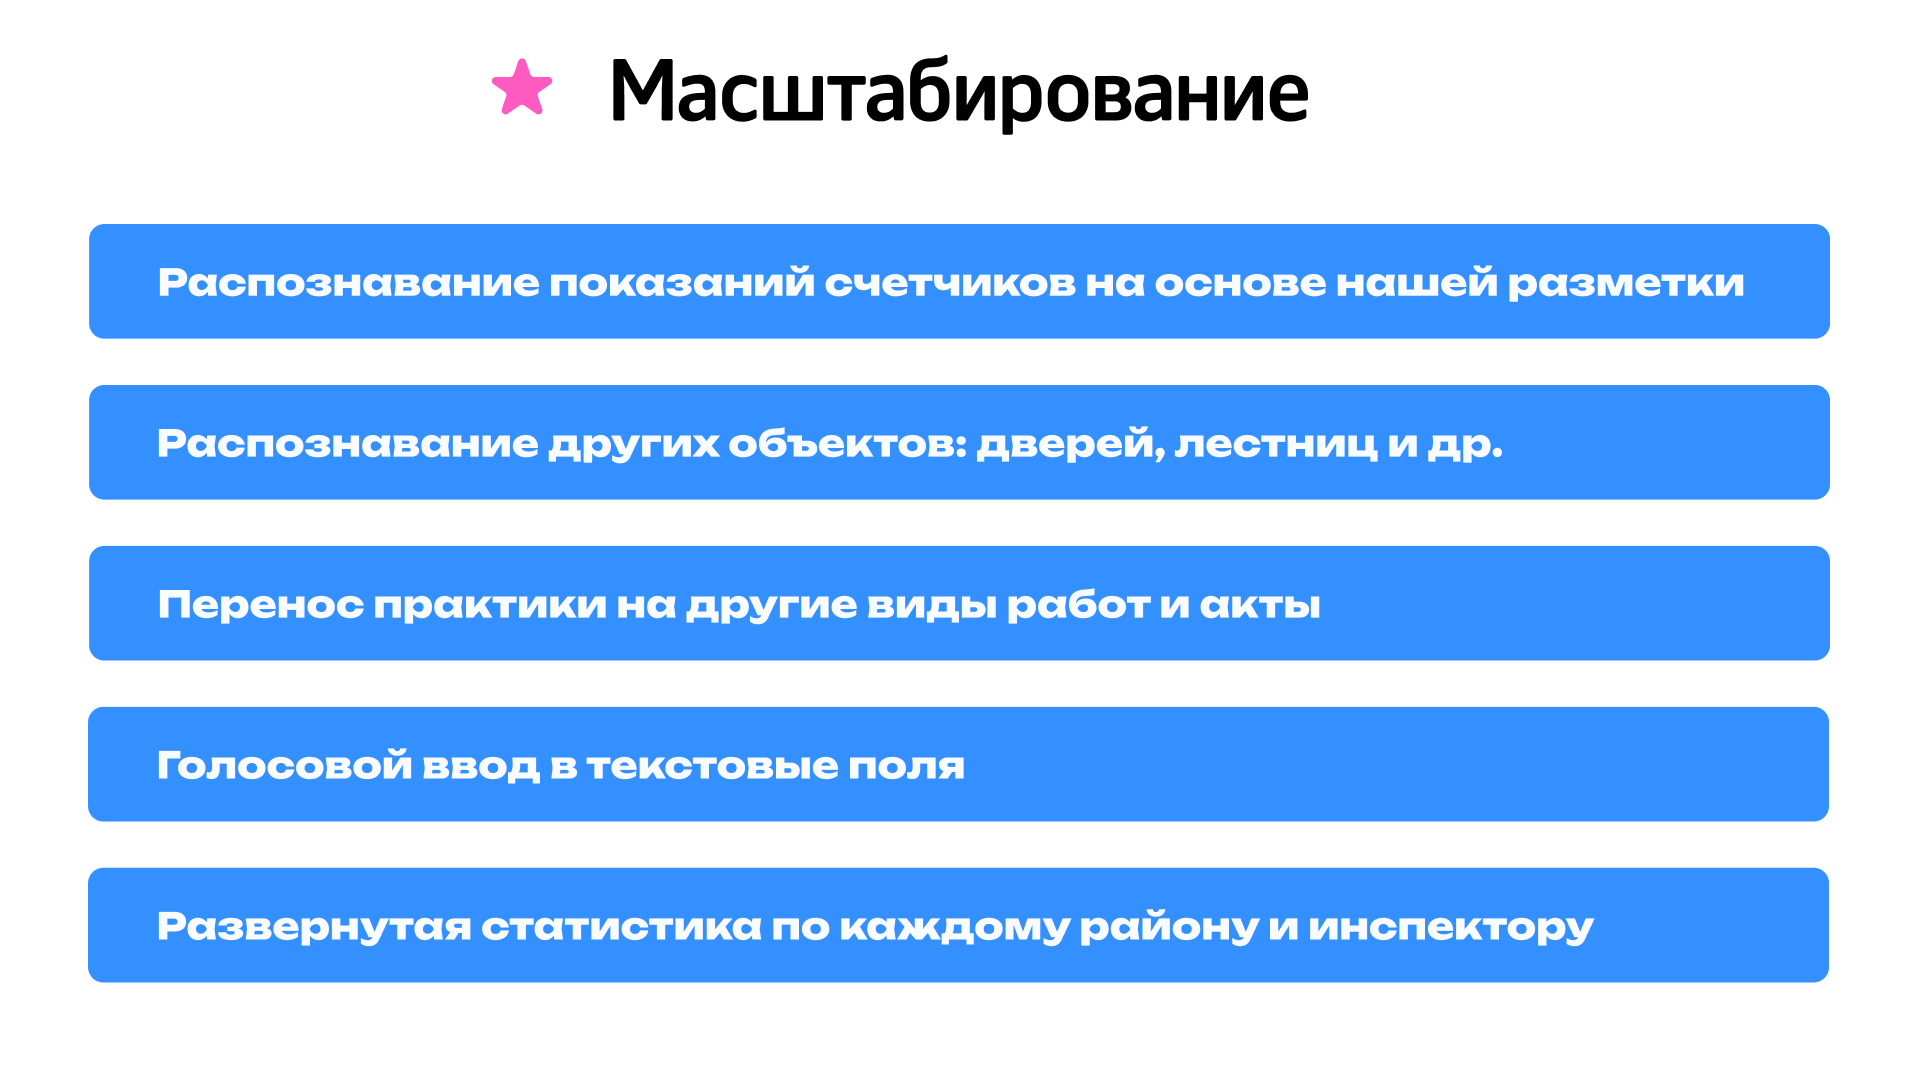 Масштабирование
Распознавание показаний счетчиков на основе нашей разметки
Распознавание других объектов: дверей, лестниц и др.
Перенос практики на другие виды работ и акты
Голосовой ввод в текстовые поля
Развернутая статистика по каждому району и инспектору